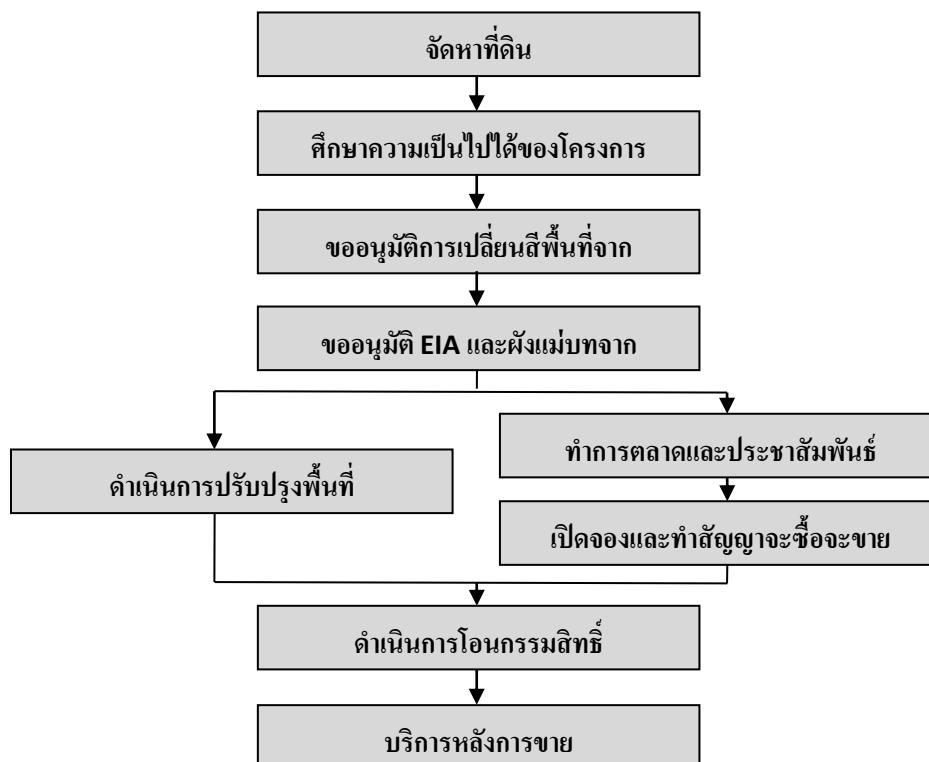 จัดหาที่ดิน
ศึกษาความเป็นไปได้ของโครงการ
ขออนุมัติการเปลี่ยนสีพื้นที่จาก
ขออนุมัติ EIA และผังแม่บทจาก
ดำเนินการปรับปรุงพื้นที่
ทำการตลาดและประชาสัมพันธ์
เปิดจองและทำสัญญาจะซื้อจะขาย
ดำเนินการโอนกรรมสิทธิ์
บริการหลังการขาย